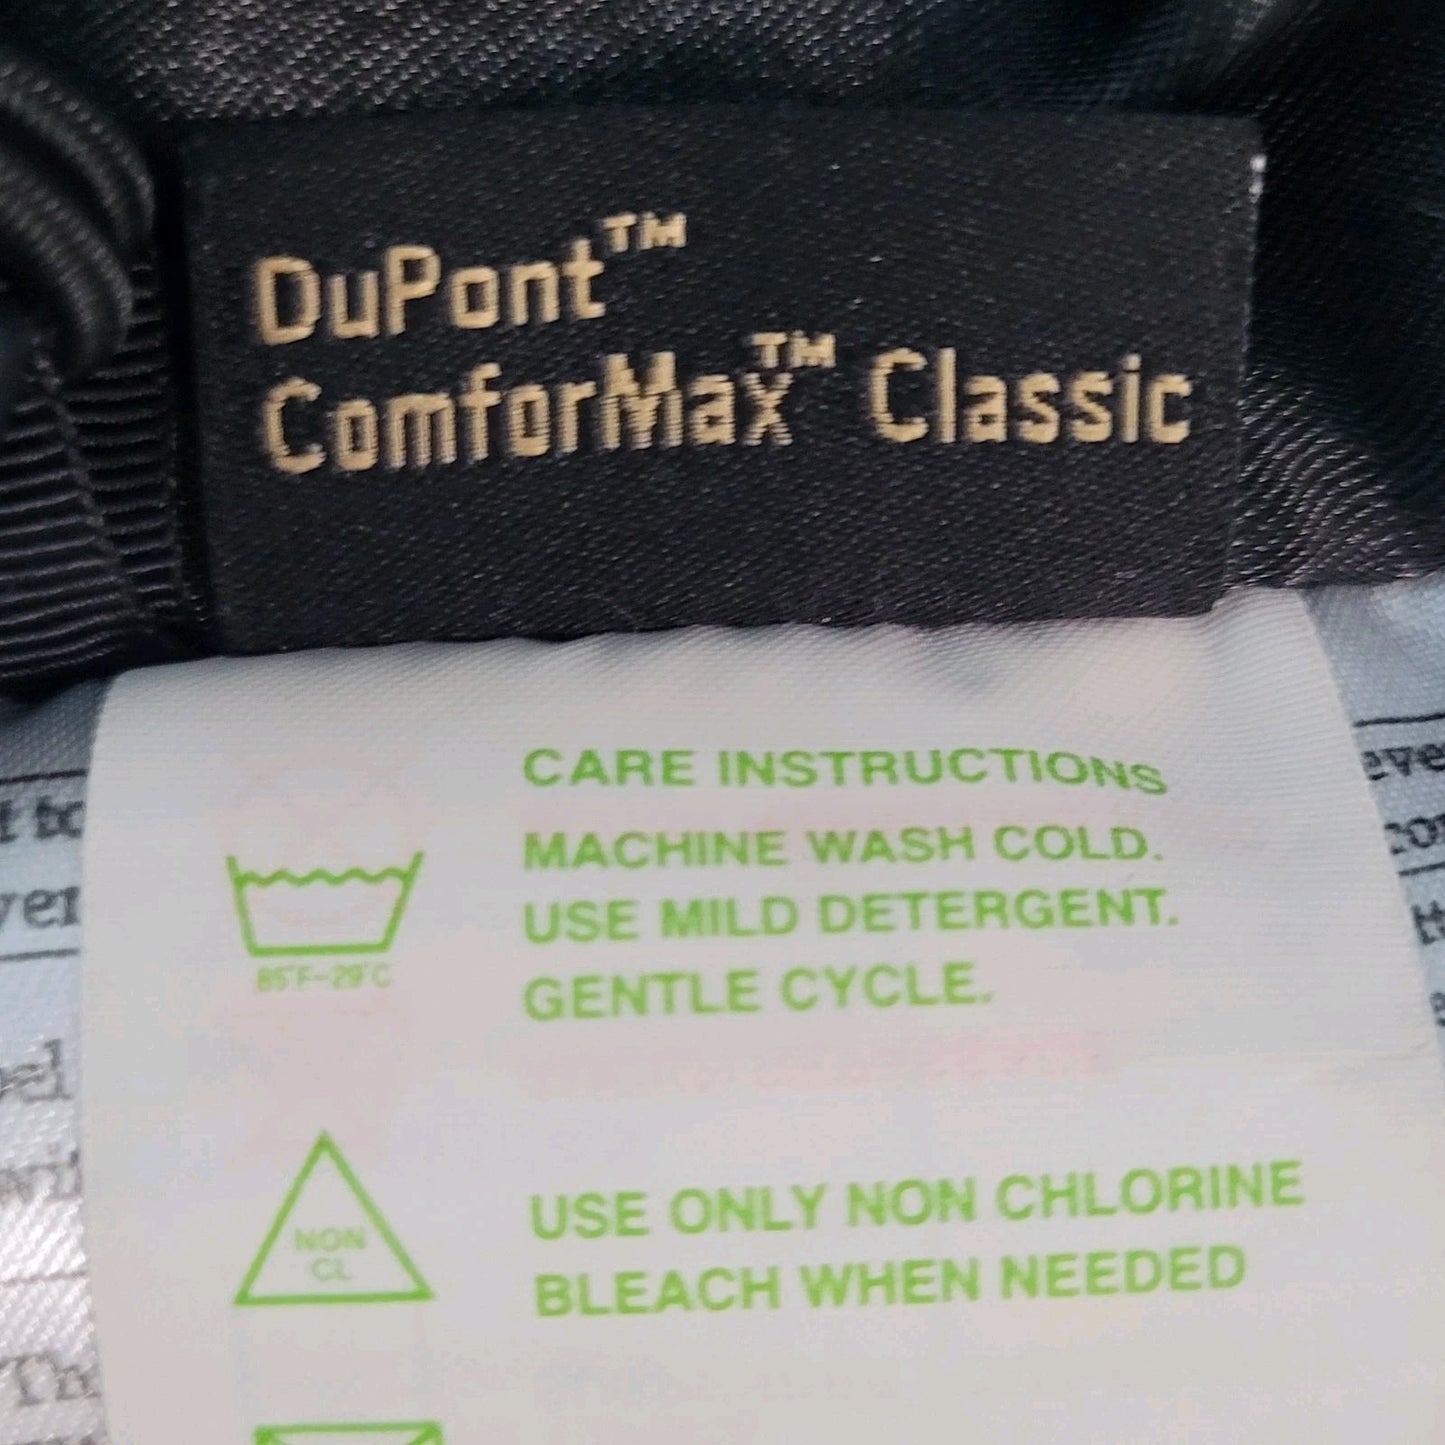 DuPont™
ComforMax™ Classic
CARE INSTRUCTIONS
MACHINE WASH COLD.
USE MILD DETERGENT.
GENTLE CYCLE.
85°F-29°C
USE ONLY NON CHLORINE
BLEACH WHEN NEEDED
NON
CL